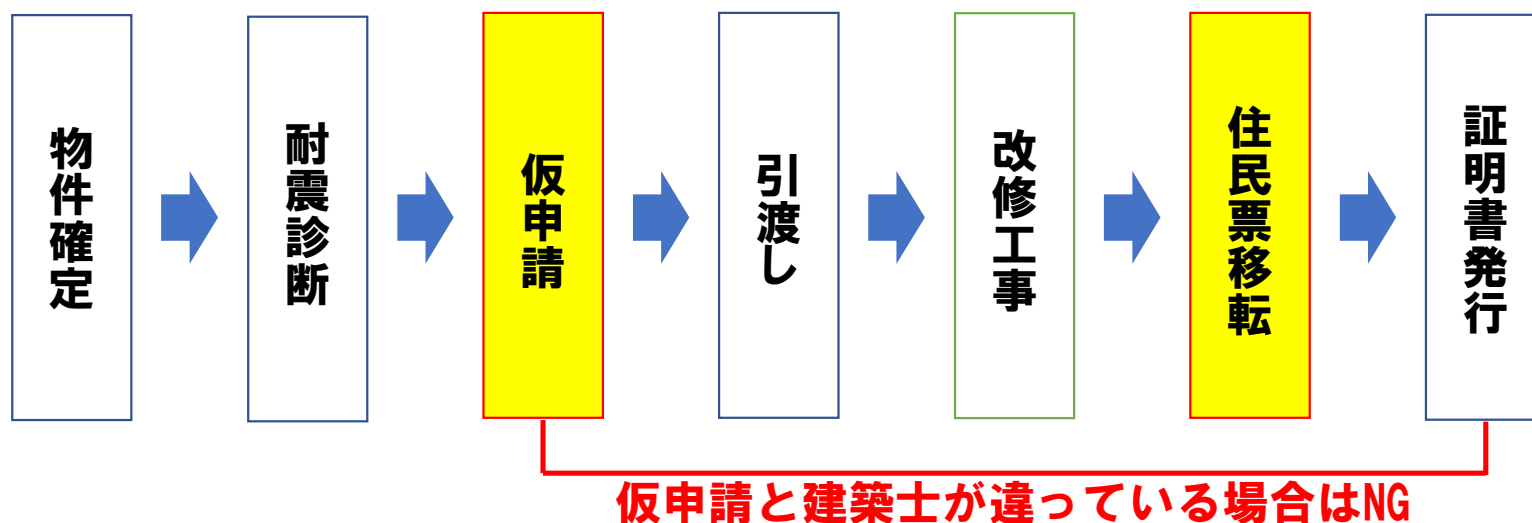 物件確定
耐震診断
仮申請
引渡し
改修工事
住民票移転
証明書発行
仮申請と建築士が違っている場合はNG